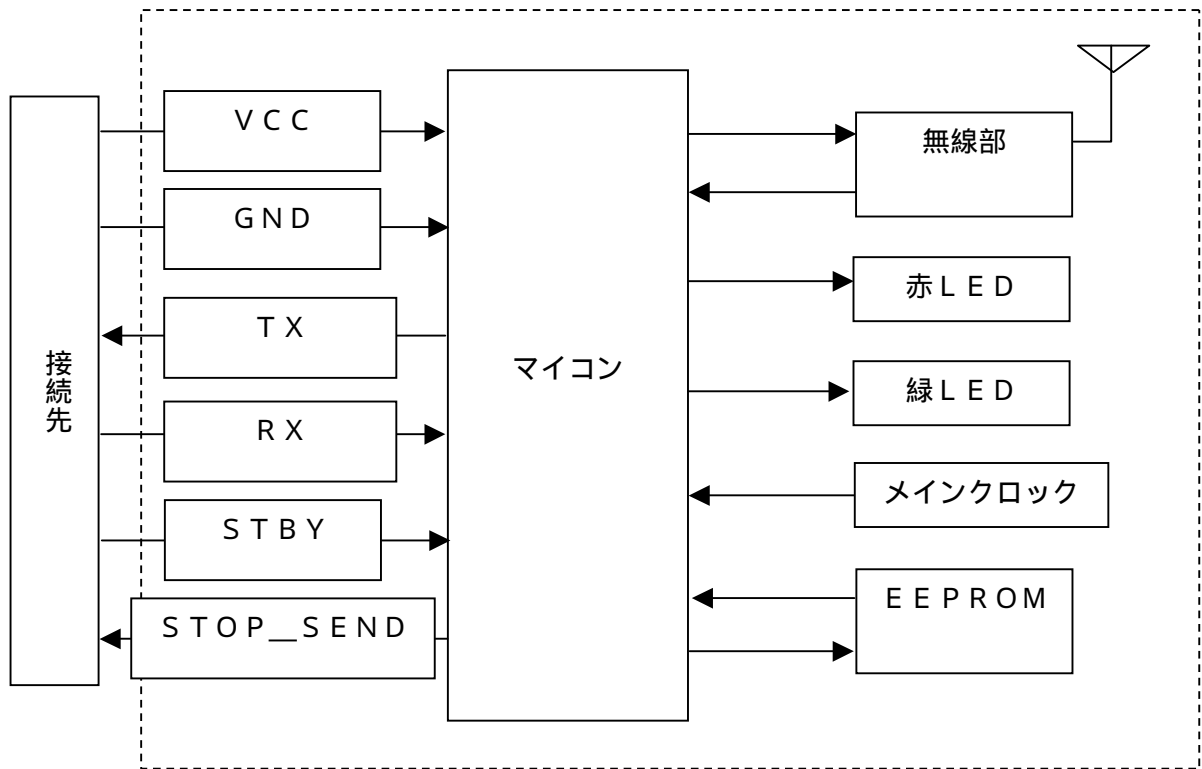 接続先
ＶＣＣ
ＧＮＤ
ＴＸ
ＲＸ
ＳＴＢＹ
ＳＴＯＰ＿ＳＥＮＤ
マイコン
無線部
赤ＬＥＤ
緑ＬＥＤ
メインクロック
ＥＥＰＲＯＭ